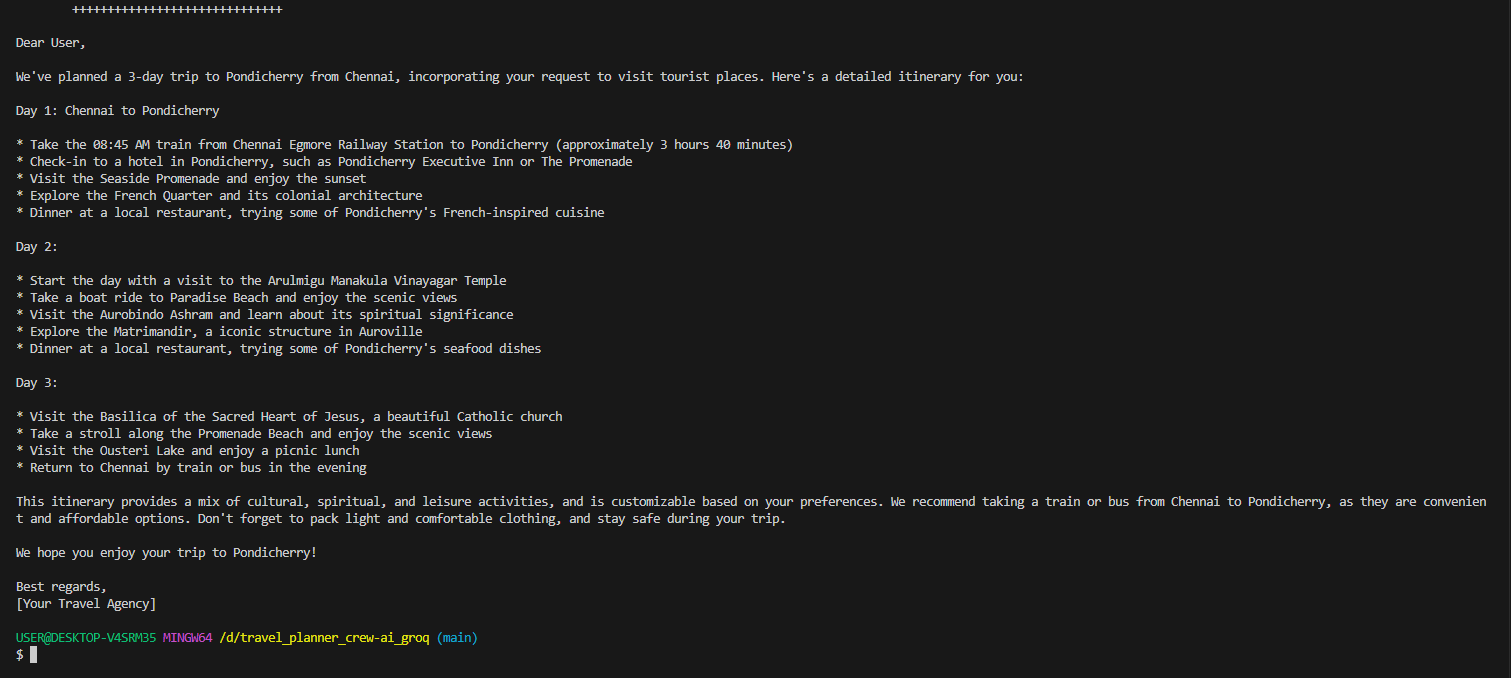 ++++++++++++++++++++++++++++++
Dear User,
We've planned a 3-day trip to Pondicherry from Chennai, incorporating your request to visit tourist places. Here's a detailed itinerary for you:
Day 1: Chennai to Pondicherry
* Take the 08:45 AM train from Chennai Egmore Railway Station to Pondicherry (approximately 3 hours 40 minutes)
* Check-in to a hotel in Pondicherry, such as Pondicherry Executive Inn or The Promenade
* Visit the Seaside Promenade and enjoy the sunset
* Explore the French Quarter and its colonial architecture
* Dinner at a local restaurant, trying some of Pondicherry's French-inspired cuisine
Day 2:
* Start the day with a visit to the Arulmigu Manakula Vinayagar Temple
* Take a boat ride to Paradise Beach and enjoy the scenic views
* Visit the Aurobindo Ashram and learn about its spiritual significance
* Explore the Matrimandir, a iconic structure in Auroville
* Dinner at a local restaurant, trying some of Pondicherry's seafood dishes
Day 3:
* Visit the Basilica of the Sacred Heart of Jesus, a beautiful Catholic church
* Take a stroll along the Promenade Beach and enjoy the scenic views
* Visit the Ousteri Lake and enjoy a picnic lunch
* Return to Chennai by train or bus in the evening
This itinerary provides a mix of cultural, spiritual, and leisure activities, and is customizable based on your preferences. We recommend taking a train or bus from Chennai to Pondicherry, as they are convenien
t and affordable options. Don't forget to pack light and comfortable clothing, and stay safe during your trip.
We hope you enjoy your trip to Pondicherry!
Best regards,
[Your Travel Agency]
USER@DESKTOP-V4SRM35 MINGW64 /d/travel_planner_crew-ai_groq (main)
$